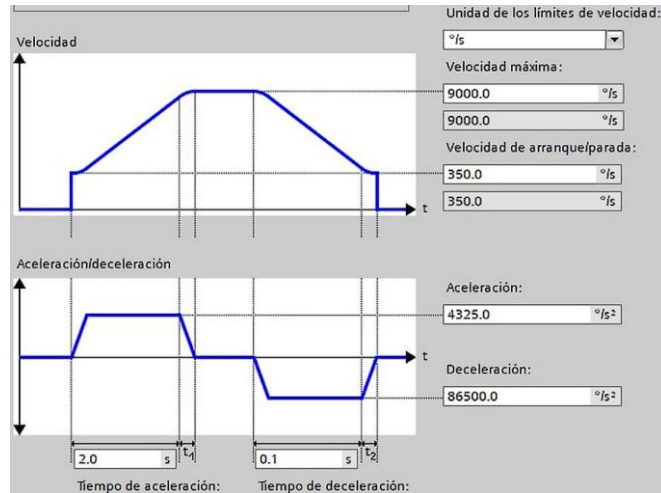 Unidad de los límites de velocidad:
°/s
Velocidad
Velocidad máxima:
9000.0 °/s
9000.0 °/s
Velocidad de arranque/parada:
350.0 °/s
350.0 °/s
t
Aceleración/deceleración
Aceleración:
4325.0 °/s²
t
Deceleración:
86500.0 °/s²
2.0 s t1 0.1 s t2
Tiempo de aceleración: Tiempo de deceleración: